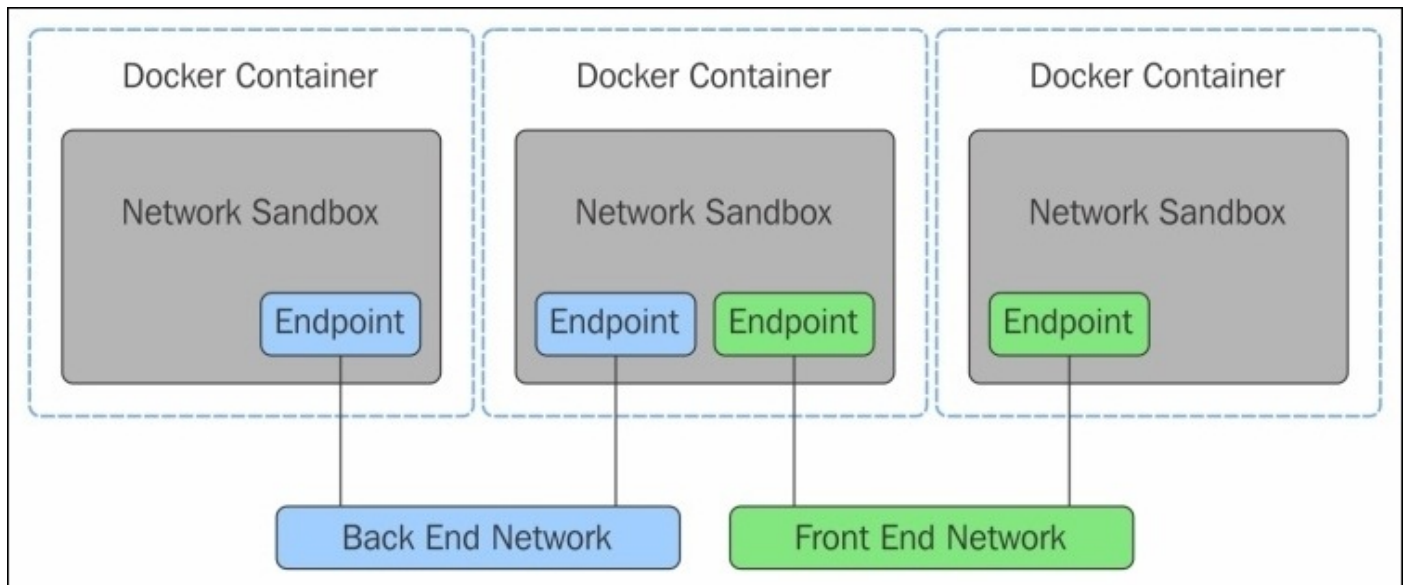 Docker Container
Docker Container
Docker Container
Network Sandbox
Network Sandbox
Network Sandbox
Endpoint
Endpoint
Endpoint
Endpoint
Back End Network
Front End Network